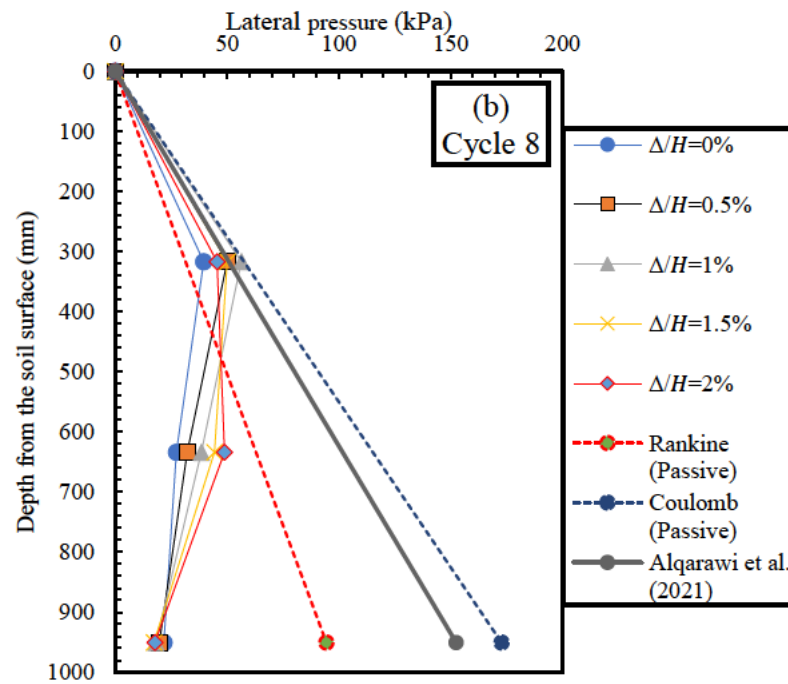 Lateral pressure (kPa)
0 50 100 150 200
0
100
200
300
400
500
600
700
800
900
1000
Depth from the soil surface (mm)
(b)
Cycle 8
Δ/H=0%
Δ/H=0.5%
Δ/H=1%
Δ/H=1.5%
Δ/H=2%
Rankine
(Passive)
Coulomb
(Passive)
Alqarawi et al.
(2021)